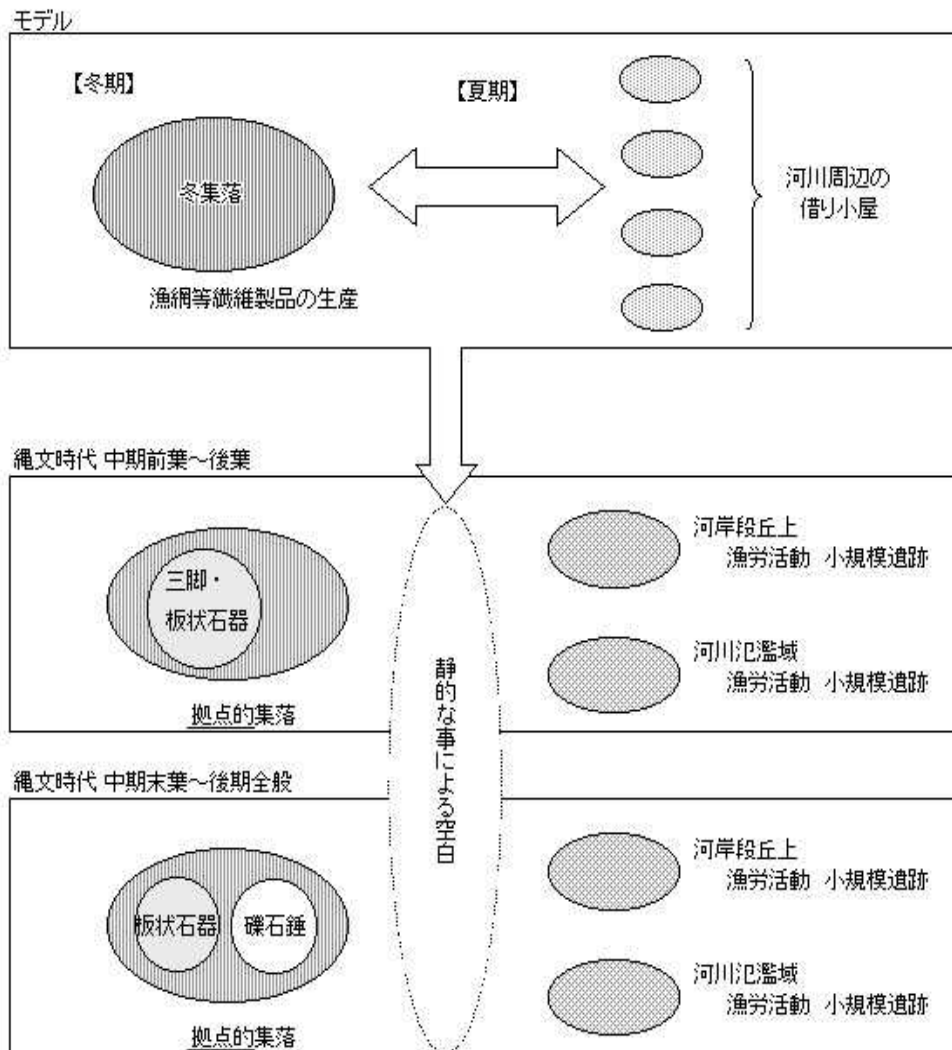 モデル
【冬期】
【夏期】
冬集落
漁網等繊維製品の生産
河川周辺の
借り小屋
縄文時代 中期前葉～後葉
三脚・
板状石器
拠点的集落
河岸段丘上
漁労活動 小規模遺跡
河川氾濫域
漁労活動 小規模遺跡
静的な事による空白
縄文時代 中期末葉～後期全般
板状石器
礫石錘
拠点的集落
河岸段丘上
漁労活動 小規模遺跡
河川氾濫域
漁労活動 小規模遺跡